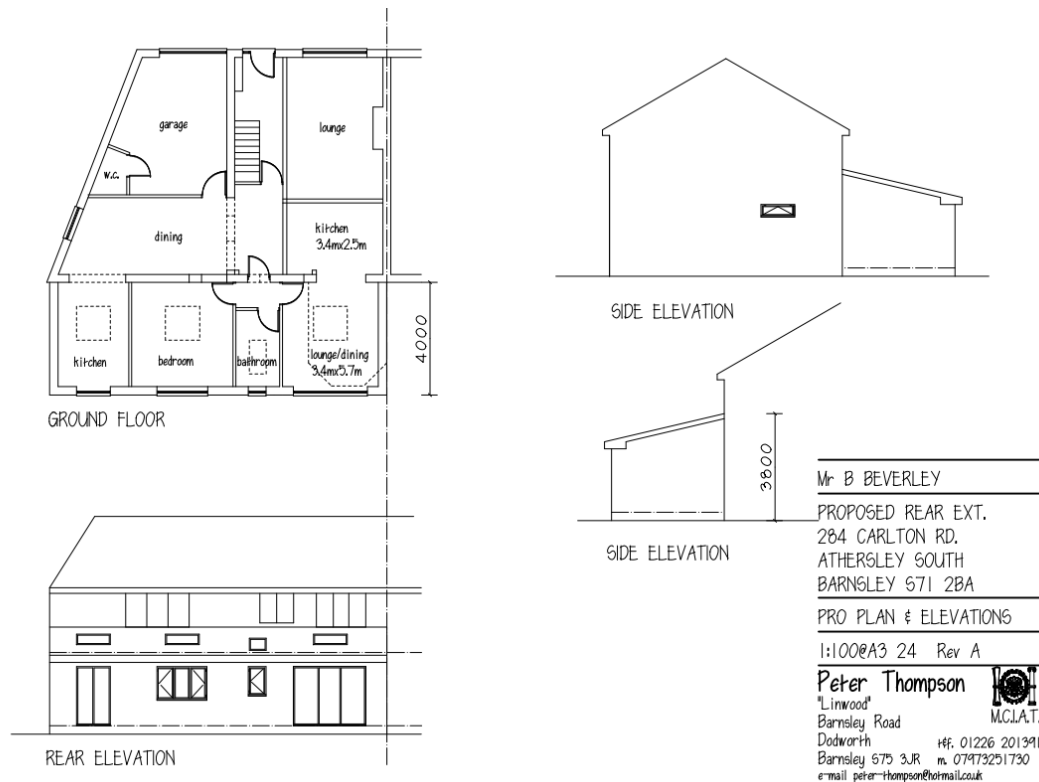 garage
lounge
W.C.
dining
kitchen
3.4mx2.5m
kitchen
bedroom
bathroom
lounge/dining
3.4mx5.7m
4000
GROUND FLOOR
SIDE ELEVATION
3800
SIDE ELEVATION
REAR ELEVATION
Mr B BEVERLEY
PROPOSED REAR EXT.
284 CARLTON RD.
ATHERSLEY SOUTH
BARNSLEY S71 2BA
PRO PLAN & ELEVATIONS
1:100@A3 24 Rev A
Peter Thompson
"Linwood"
Barnsley Road
Dodworth
Barnsley S75 3JR
M.C.I.A.T.
t&f. 01226 201391
m. 07973251730
e-mail peter-thompson@hotmail.co.uk